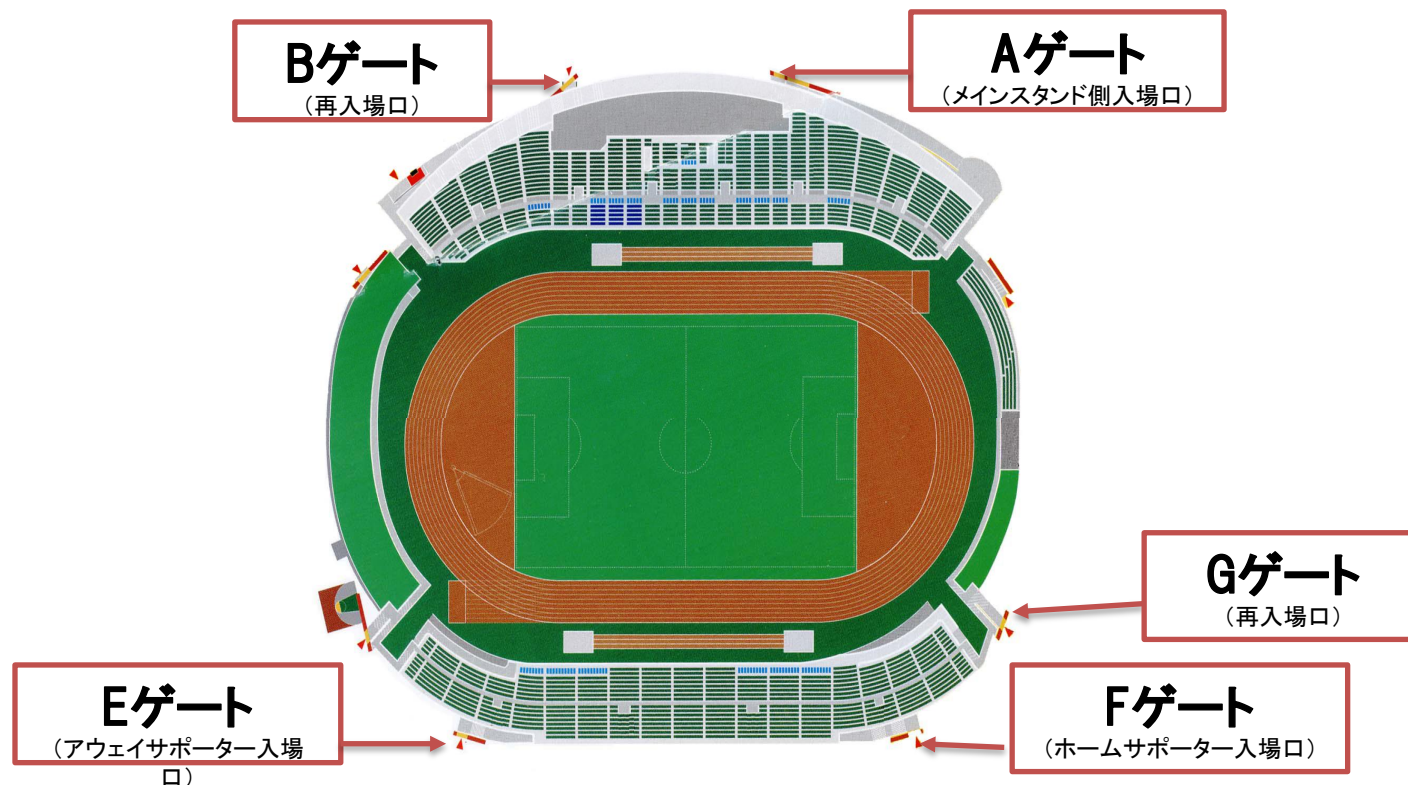 Bゲート
（再入場口）
Aゲート
（メインスタンド側入場口）
Gゲート
（再入場口）
Eゲート
（アウェイサポーター入場
口）
Fゲート
（ホームサポーター入場口）